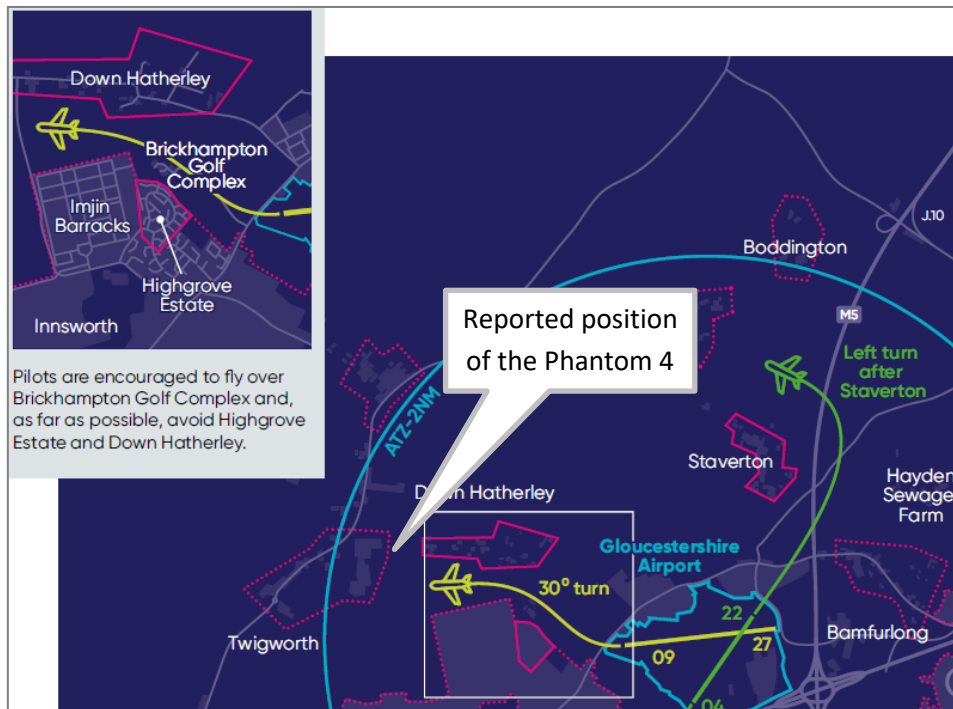 Down Hatherley
Brickhampton
Golf
Complex
Imjin
Barracks
Highgrove
Estate
Innsworth
Pilots are encouraged to fly over
Brickhampton Golf Complex and,
as far as possible, avoid Highgrove
Estate and Down Hatherley.
J.10
Boddington
M5
Reported position
of the Phantom 4
Left turn
after
Staverton
ATZ-2NM
Staverton
Hayden
Sewage
Farm
Down Hatherley
Gloucestershire
Airport
30° turn
22
Twigworth
09
27
Bamfurlong
04